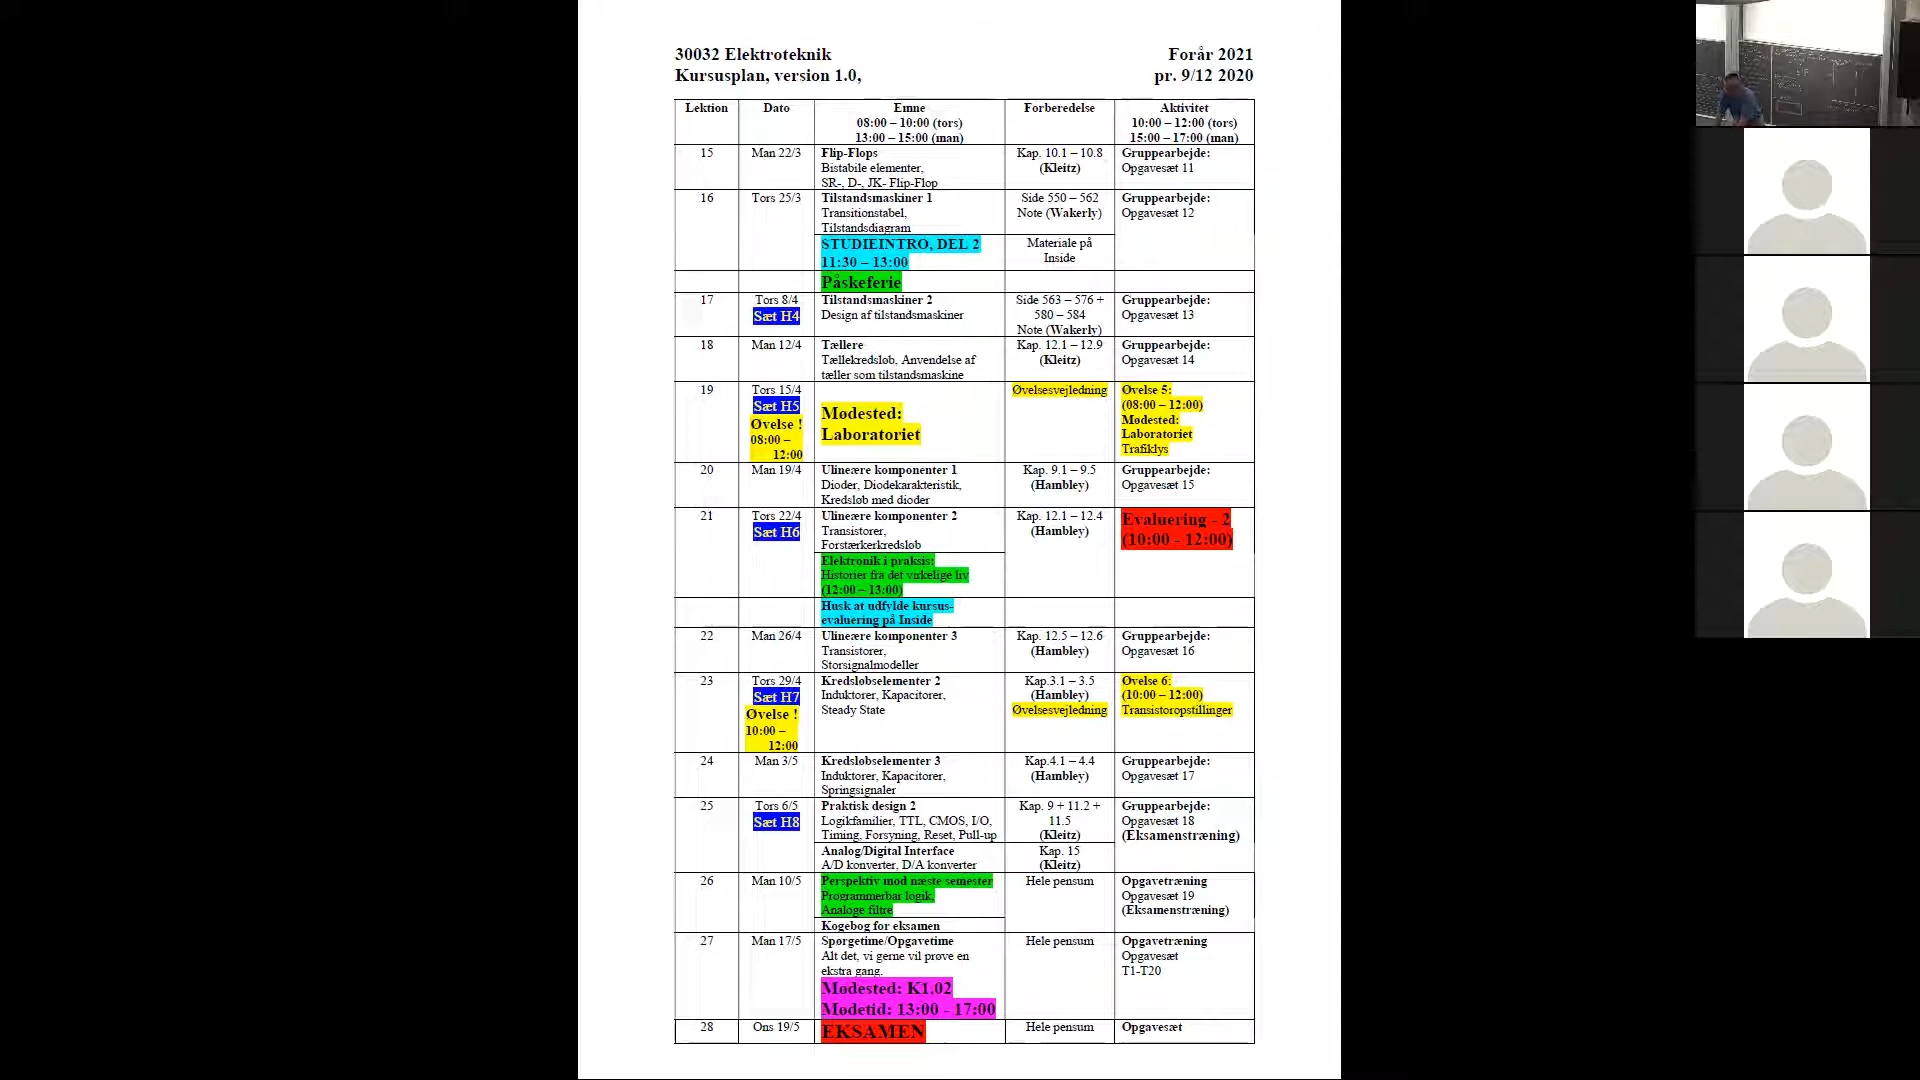 30032 Elektroteknik
Forår 2021
Kursusplan, version 1.0,
pr. 9/12 2020
Lektion
Dato
Emne
08:00 – 10:00 (tors)
13:00 – 15:00 (man)
Forberedelse
Aktivitet
10:00 – 12:00 (tors)
15:00 – 17:00 (man)
15
Man 22/3
Flip-Flops
Bistabile elementer,
SR-, D-, JK- Flip-Flop
Kap. 10.1 – 10.8
(Kleitz)
Gruppearbejde:
Opgavesæt 11
16
Tors 25/3
Tilstandsmaskiner 1
Transitionstabel,
Tilstandsdiagram
Side 550 – 562
Note (Wakerly)
Gruppearbejde:
Opgavesæt 12
STUDIEINTRO, DEL 2
11:30 – 13:00
Materiale på
Inside
Påskeferie
17
Tors 8/4
Sæt H4
Tilstandsmaskiner 2
Design af tilstandsmaskiner
Side 563 – 576 +
580 – 584
Note (Wakerly)
Gruppearbejde:
Opgavesæt 13
18
Man 12/4
Tællere
Tællekredsløb, Anvendelse af
tæller som tilstandsmaskine
Kap. 12.1 – 12.9
(Kleitz)
Gruppearbejde:
Opgavesæt 14
19
Tors 15/4
Sæt H5
Øvelse !
08:00 –
12:00
Mødested:
Laboratoriet
Øvelsesvejledning
Øvelse 5:
(08:00 – 12:00)
Mødested:
Laboratoriet
Trafiklys
20
Man 19/4
Ulineære komponenter 1
Dioder, Diodekarakteristik,
Kredsløb med dioder
Kap. 9.1 – 9.5
(Hambley)
Gruppearbejde:
Opgavesæt 15
21
Tors 22/4
Sæt H6
Ulineære komponenter 2
Transistorer,
Forstærkerkredsløb
Kap. 12.1 – 12.4
(Hambley)
Evaluering - 2
(10:00 - 12:00)
Elektronik i praksis:
Historier fra det virkelige liv
(12:00 – 13:00)
Husk at udfylde kursus-
evaluering på Inside
22
Man 26/4
Ulineære komponenter 3
Transistorer,
Storsignalmodeller
Kap. 12.5 – 12.6
(Hambley)
Gruppearbejde:
Opgavesæt 16
23
Tors 29/4
Sæt H7
Øvelse !
10:00 –
12:00
Kredsløbselementer 2
Induktorer, Kapacitorer,
Steady State
Kap.3.1 – 3.5
(Hambley)
Øvelsesvejledning
Øvelse 6:
(10:00 – 12:00)
Transistoropstillinger
24
Man 3/5
Kredsløbselementer 3
Induktorer, Kapacitorer,
Springsignaler
Kap.4.1 – 4.4
(Hambley)
Gruppearbejde:
Opgavesæt 17
25
Tors 6/5
Sæt H8
Praktisk design 2
Logikfamilier, TTL, CMOS, I/O,
Timing, Forsyning, Reset, Pull-up
Kap. 9 + 11.2 +
11.5
(Kleitz)
Gruppearbejde:
Opgavesæt 18
(Eksamenstræning)
Analog/Digital Interface
A/D konverter, D/A konverter
Kap. 15
(Kleitz)
26
Man 10/5
Perspektiv mod næste semester
Programmerbar logik,
Analoge filtre
Kogebog for eksamen
Hele pensum
Opgavetræning
Opgavesæt 19
(Eksamenstræning)
27
Man 17/5
Spørgetime/Opgavetime
Alt det, vi gerne vil prøve en
ekstra gang.
Mødested: K1.02
Mødetid: 13:00 - 17:00
Hele pensum
Opgavetræning
Opgavesæt
T1-T20
28
Ons 19/5
EKSAMEN
Hele pensum
Opgavesæt